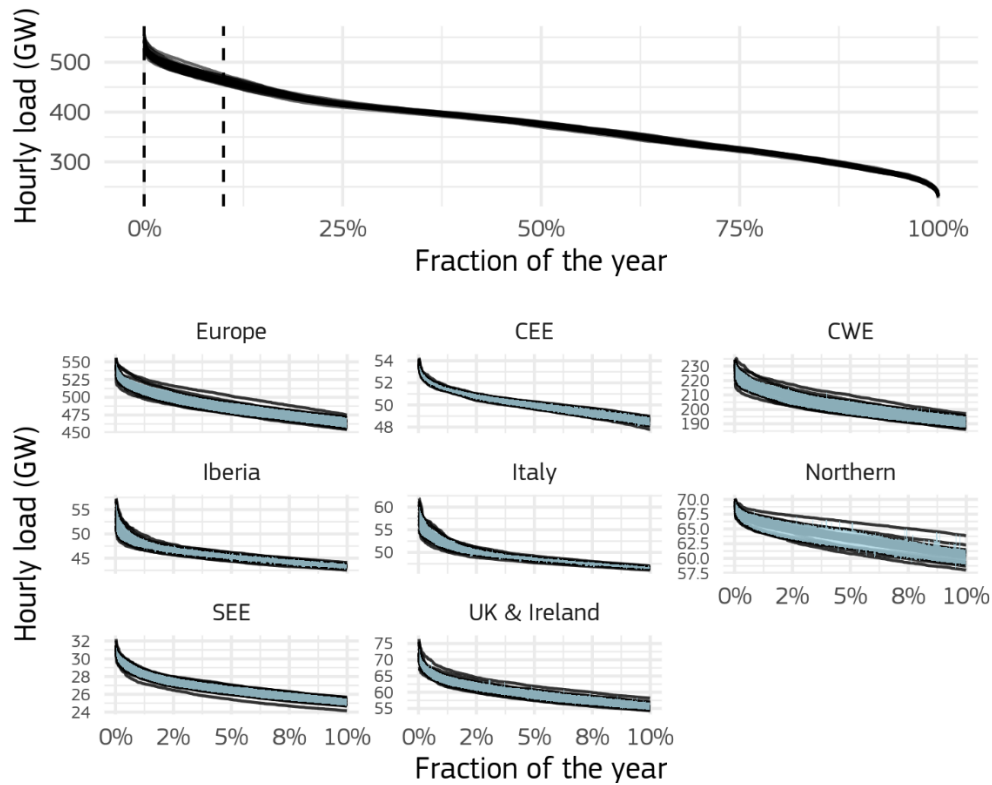 Hourly load (GW)
500
400
300
0% 25% 50% 75% 100%
Fraction of the year
Hourly load (GW)
Europe CEE CWE
550 525 500 475 450
54 52 50 48
230 220 210 200 190
Iberia Italy Northern
55 50 45
60 55 50
70.0 67.5 65.0 62.5 60.0 57.5
0% 2% 5% 8% 10%
SEE UK & Ireland
32 30 28 26 24
75 70 65 60 55
0% 2% 5% 8% 10% 0% 2% 5% 8% 10%
Fraction of the year